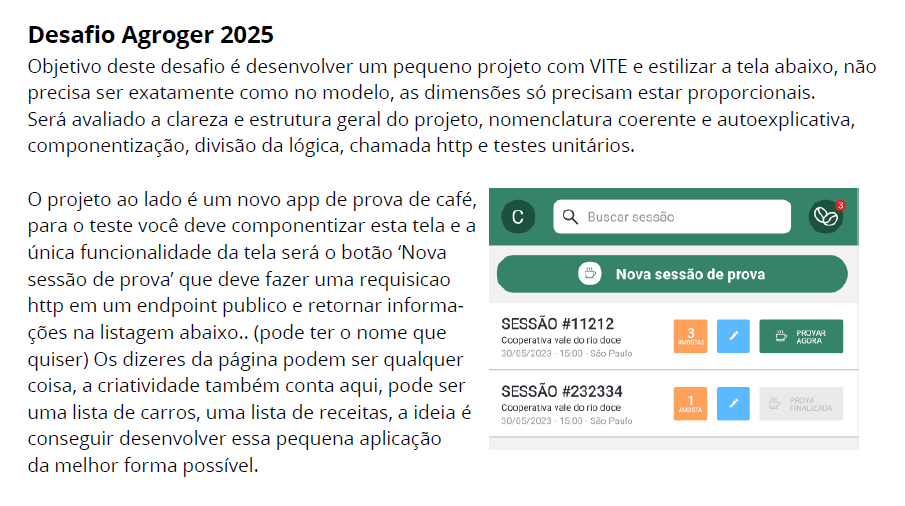 Desafio Agroger 2025
Objetivo deste desafio é desenvolver um pequeno projeto com VITE e estilizar a tela abaixo, não
precisa ser exatamente como no modelo, as dimensões só precisam estar proporcionais.
Será avaliado a clareza e estrutura geral do projeto, nomenclatura coerente e autoexplicativa,
componentização, divisão da lógica, chamada http e testes unitários.
O projeto ao lado é um novo app de prova de café,
para o teste você deve componentizar esta tela e a
única funcionalidade da tela será o botão ‘Nova
sessão de prova’ que deve fazer uma requisicao
http em um endpoint publico e retornar informa-
ções na listagem abaixo.. (pode ter o nome que
quiser) Os dizeres da página podem ser qualquer
coisa, a criatividade também conta aqui, pode ser
uma lista de carros, uma lista de receitas, a ideia é
conseguir desenvolver essa pequena aplicação
da melhor forma possível.
C
Buscar sessão
3
Nova sessão de prova
SESSÃO #11212
Cooperativa vale do rio doce
30/05/2023 - 15:00 - São Paulo
3
AMOSTAS
PROVAR
AGORA
SESSÃO #232334
Cooperativa vale do rio doce
30/05/2023 - 15:00 - São Paulo
1
AMOSTA
PROVA
FINALIZADA